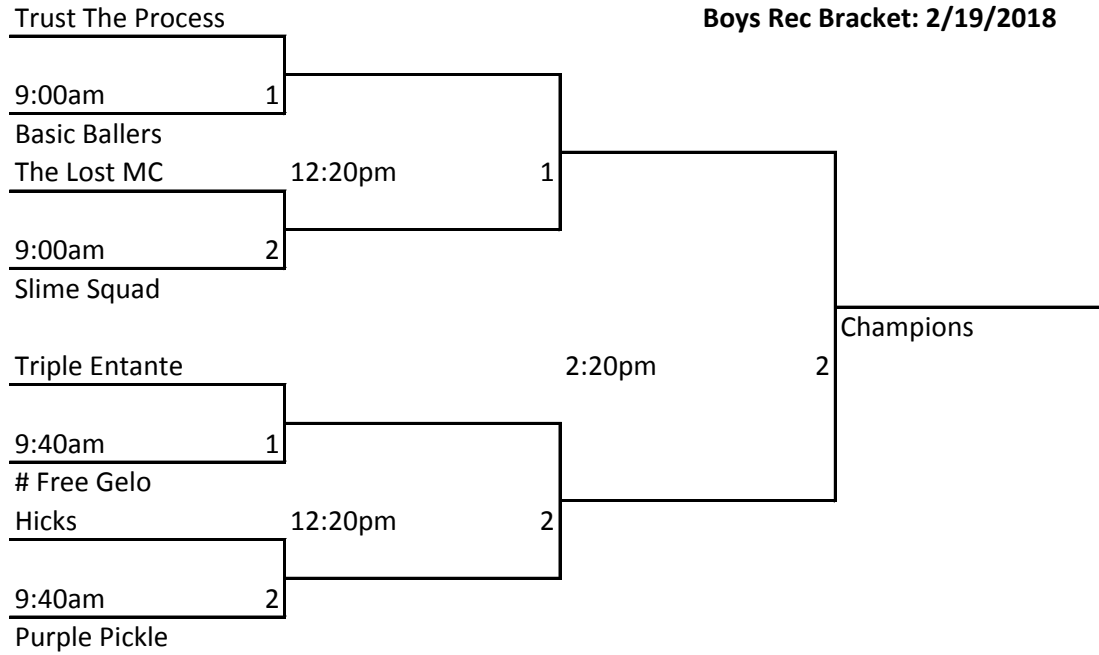 Trust The Process
Boys Rec Bracket: 2/19/2018
9:00am 1
Basic Ballers
The Lost MC 12:20pm 1
9:00am 2
Slime Squad
Champions
Triple Entante 2:20pm 2
9:40am 1
# Free Gelo
Hicks 12:20pm 2
9:40am 2
Purple Pickle